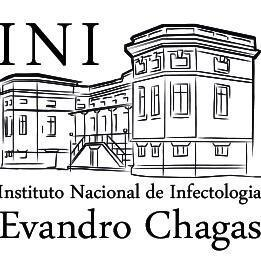 INI
Instituto Nacional de Infectologia
Evandro Chagas